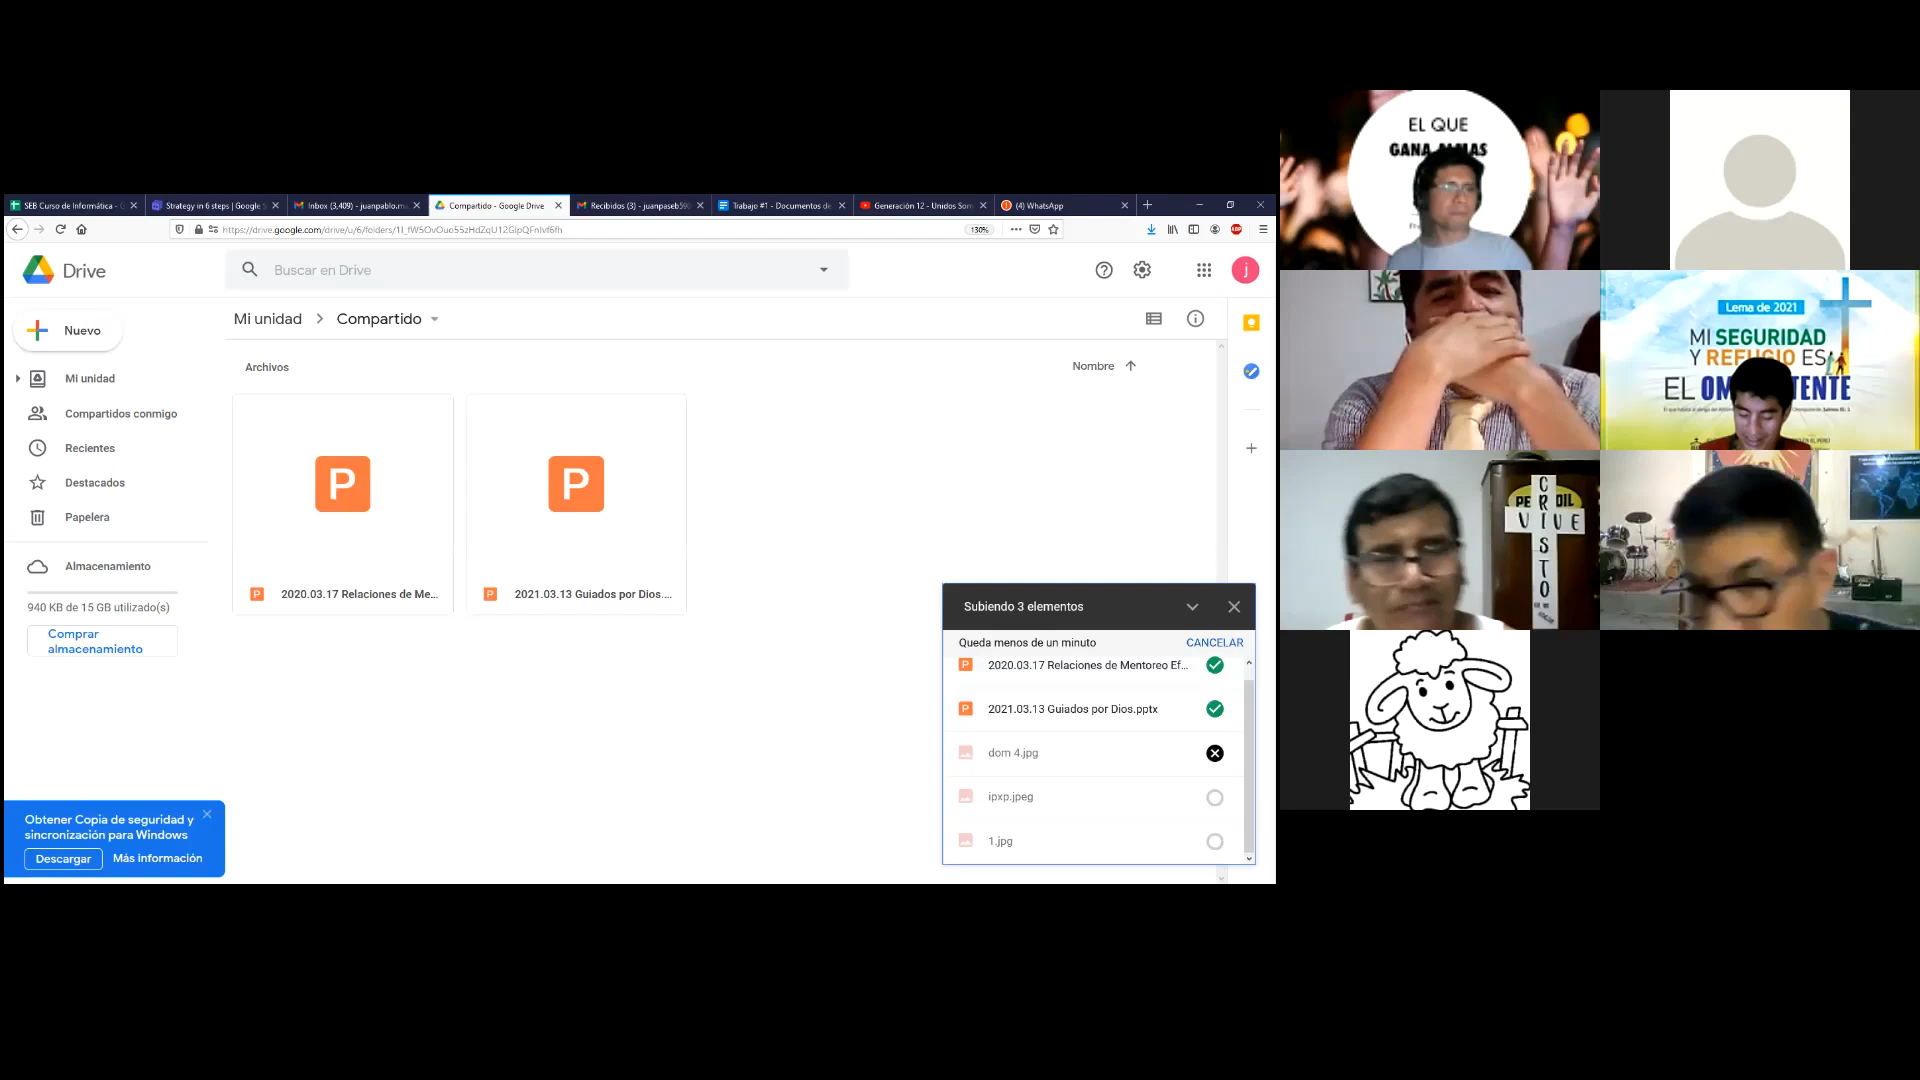 SEB Curso de Informática - G
Strategy in 6 steps | Google S
Inbox (3,409) - juanpablo.m
Compartido - Google Drive
Recibidos (3) - juanpaseb
Trabajo #1 - Documentos de
Generación 12 - Unidos Som
(4) WhatsApp
130%
Drive
Buscar en Drive
j
Nuevo
Mi unidad > Compartido
Mi unidad
Compartidos conmigo
Recientes
Destacados
Papelera
Almacenamiento
940 KB de 15 GB utilizado(s)
Comprar
almacenamiento
Archivos
Nombre
P
P
2020.03.17 Relaciones de Me...
2021.03.13 Guiados por Dios....
Subiendo 3 elementos
Queda menos de un minuto CANCELAR
2020.03.17 Relaciones de Mentoreo Ef...
2021.03.13 Guiados por Dios.pptx
dom 4.jpg
ipxp.jpeg
1.jpg
Obtener Copia de seguridad y
sincronización para Windows
Descargar Más información
EL QUE
GANA ALMAS
Lema de 2021
MI SEGURIDAD
Y REFUGIO ES
EL
CRISTO
VIVE